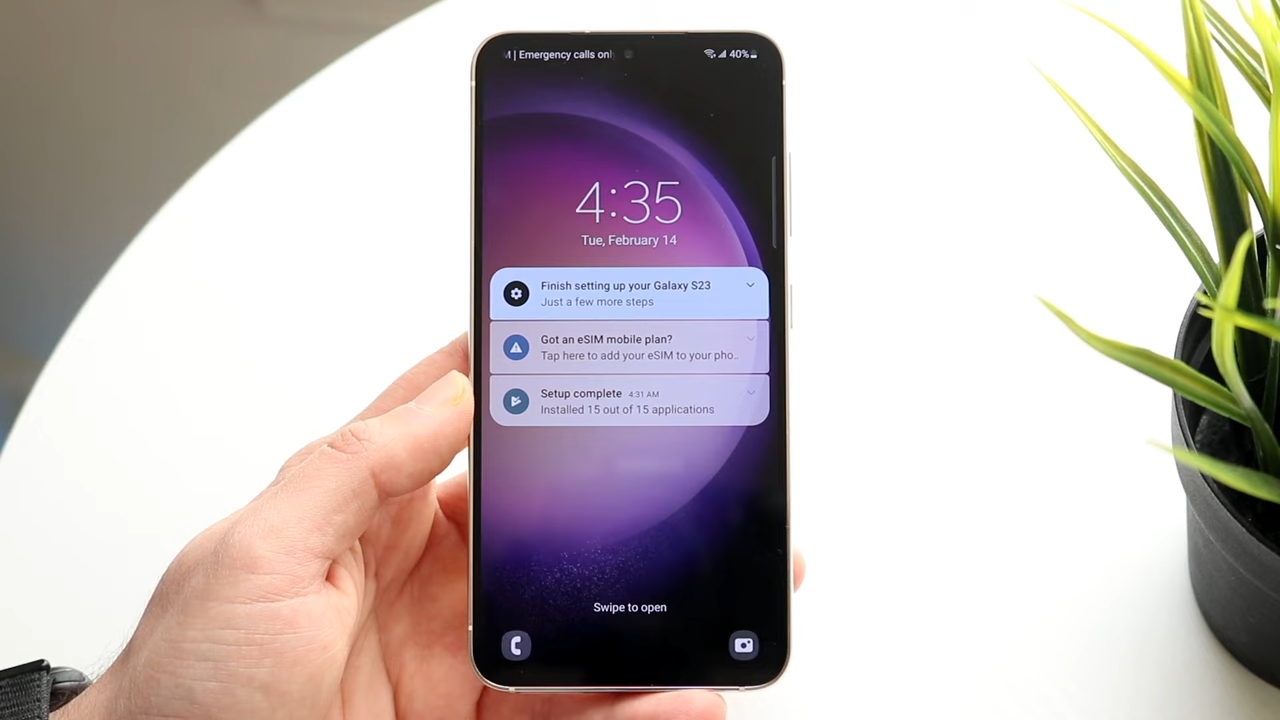 | Emergency calls onl
40%
4:35
Tue, February 14
Finish setting up your Galaxy S23
Just a few more steps
Got an eSIM mobile plan?
Tap here to add your eSIM to your pho..
Setup complete 4:31 AM
Installed 15 out of 15 applications
Swipe to open